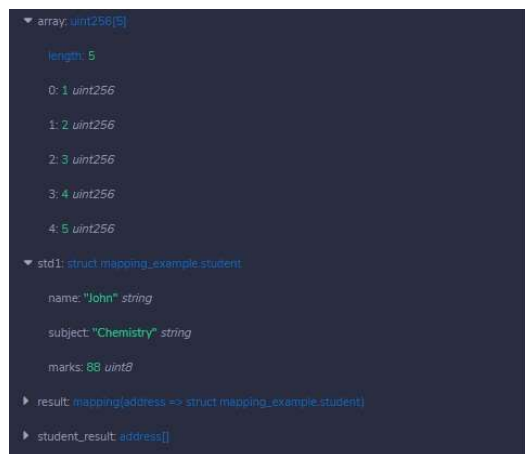 array: uint256[5]
length: 5
0: 1 uint256
1: 2 uint256
2: 3 uint256
3: 4 uint256
4: 5 uint256
std1: struct mapping_example.student
name: "John" string
subject: "Chemistry" string
marks: 88 uint8
result: mapping(address => struct mapping_example.student)
student_result: address[]